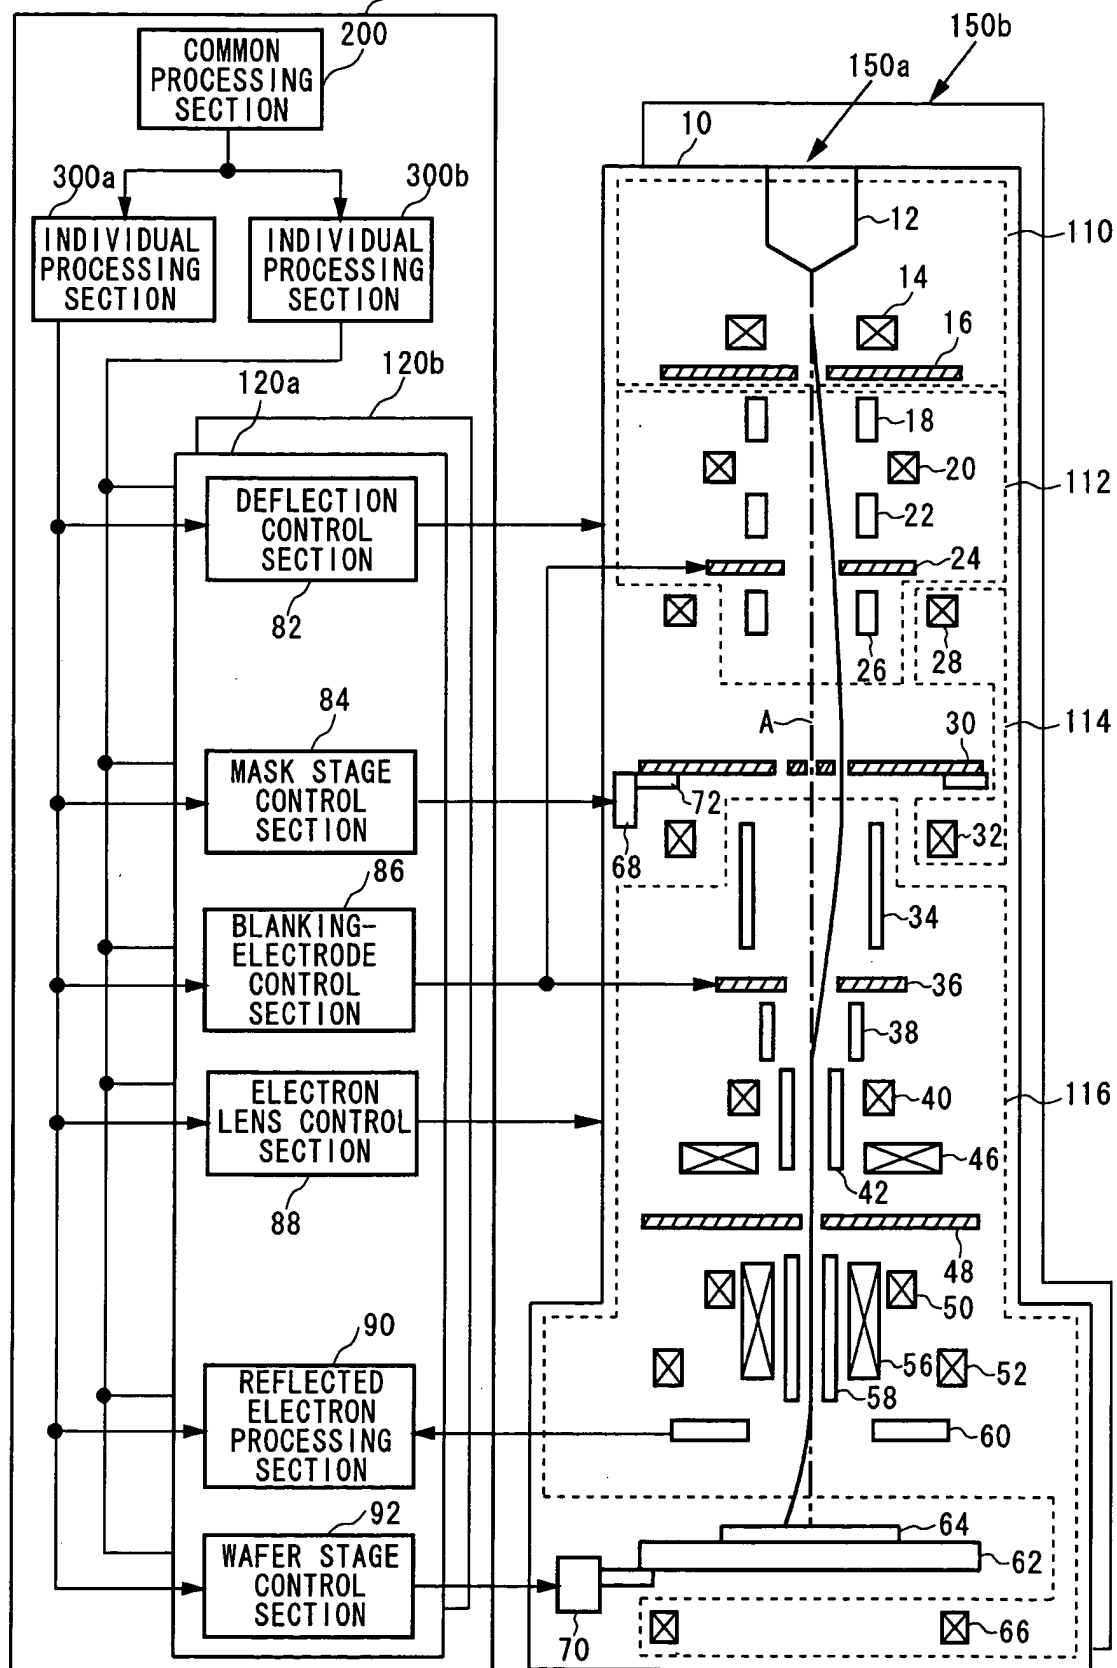 200
COMMON
PROCESSING
SECTION
150b
150a
10
300a
300b
INDIVIDUAL
PROCESSING
SECTION
INDIVIDUAL
PROCESSING
SECTION
12
110
14
16
120b
120a
18
20
112
22
24
DEFLECTION
CONTROL
SECTION
82
26
28
84
A
30
114
MASK STAGE
CONTROL
SECTION
72
68
32
86
BLANKING-
ELECTRODE
CONTROL
SECTION
34
36
38
ELECTRON
LENS CONTROL
SECTION
88
40
116
46
42
48
50
90
56
52
REFLECTED
ELECTRON
PROCESSING
SECTION
58
60
92
WAFER STAGE
CONTROL
SECTION
64
62
70
66